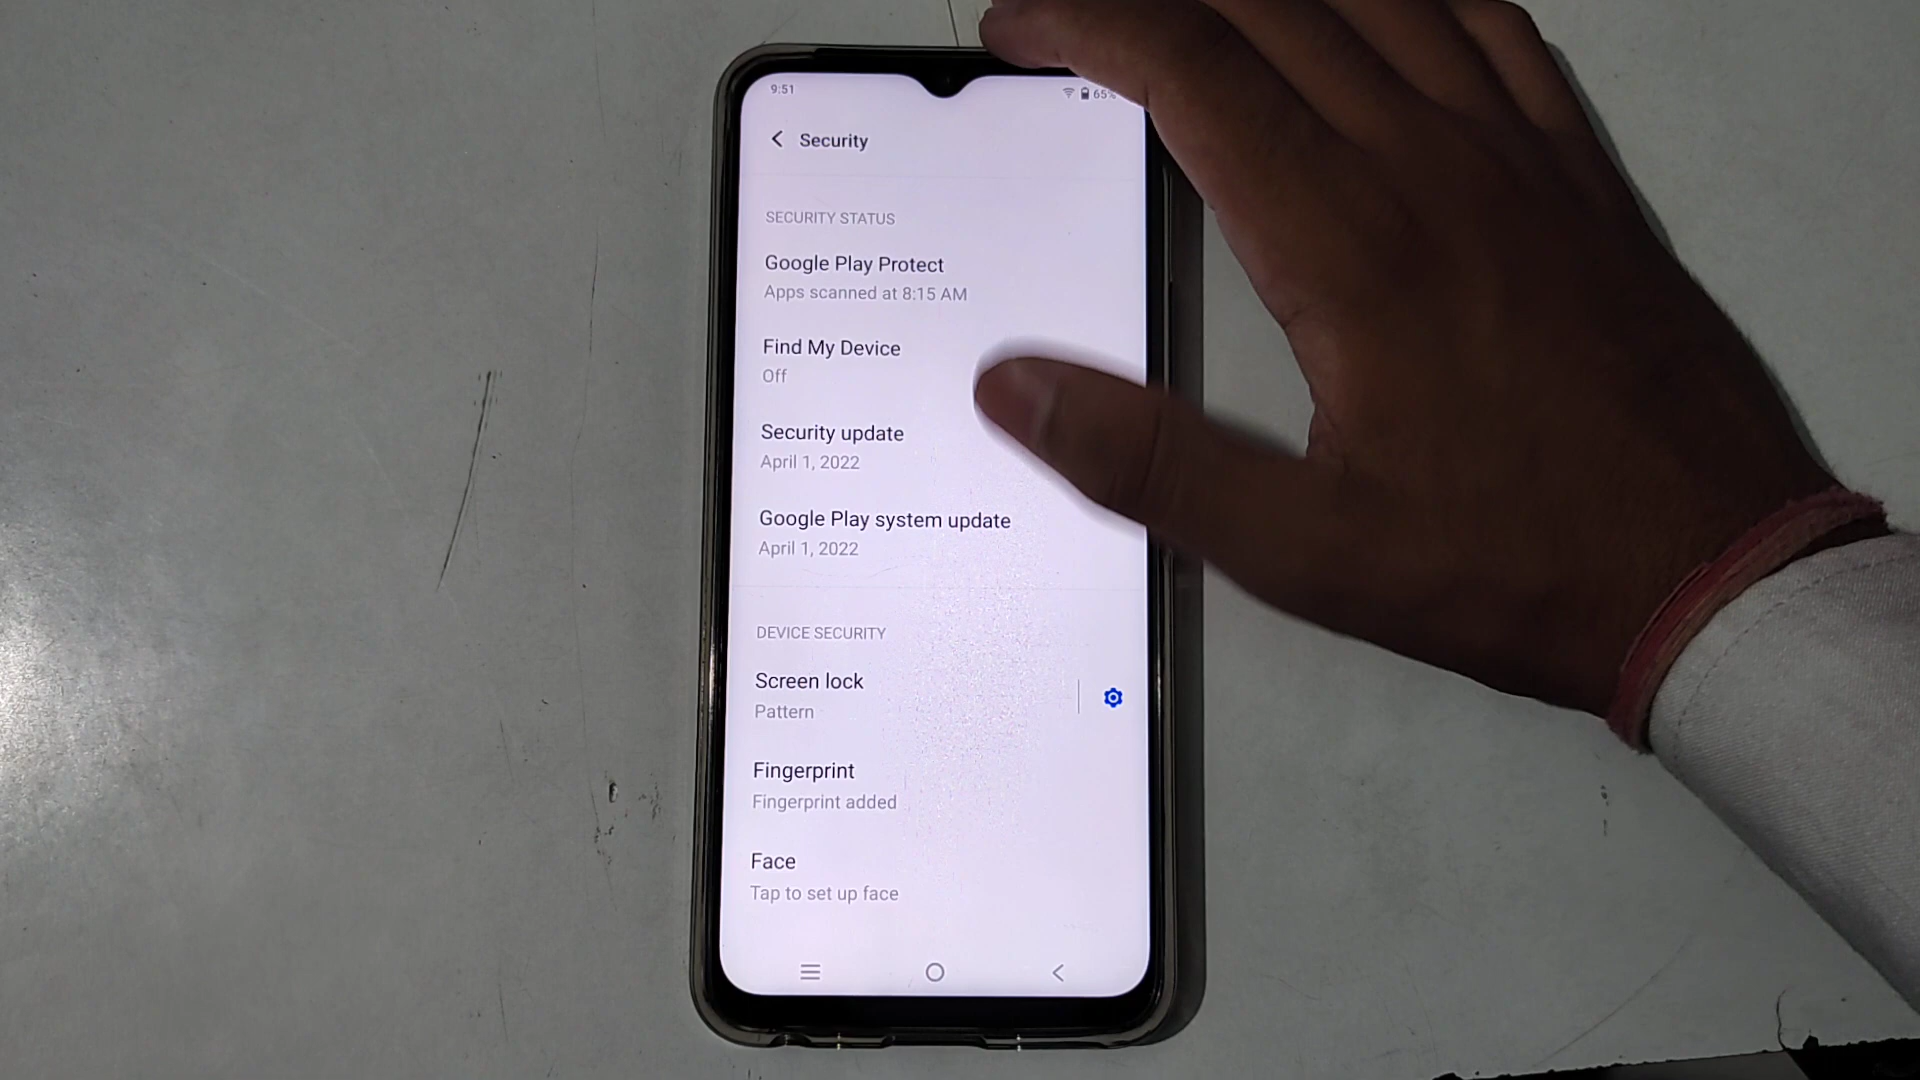 9:51
65%
Security
SECURITY STATUS
Google Play Protect
Apps scanned at 8:15 AM
Find My Device
Off
Security update
April 1, 2022
Google Play system update
April 1, 2022
DEVICE SECURITY
Screen lock
Pattern
Fingerprint
Fingerprint added
Face
Tap to set up face